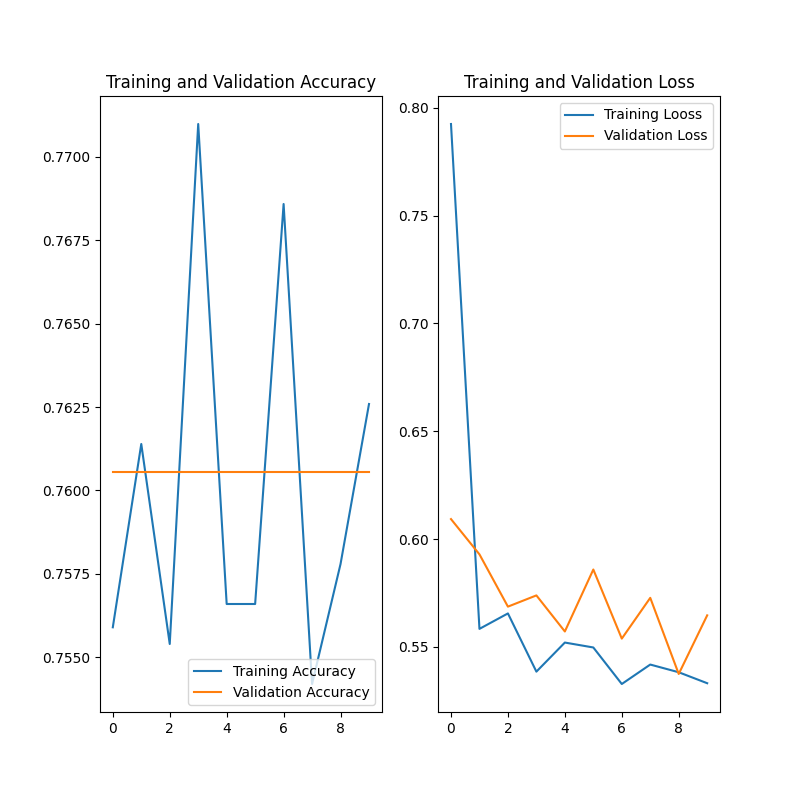 Training and Validation Accuracy
0.7700
0.7675
0.7650
0.7625
0.7600
0.7575
0.7550
Training Accuracy
Validation Accuracy
0 2 4 6 8
Training and Validation Loss
0.80
0.75
0.70
0.65
0.60
0.55
Training Looss
Validation Loss
0 2 4 6 8